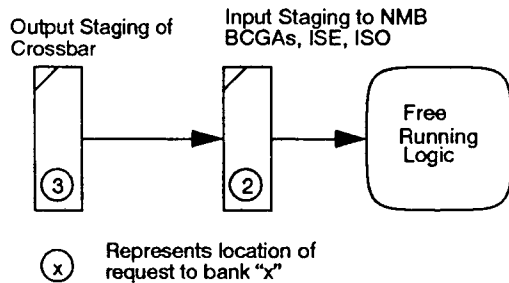 Output Staging of
Crossbar
Input Staging to NMB
BCGAs, ISE, ISO
3
2
Free
Running
Logic
x
Represents location of
request to bank "x"